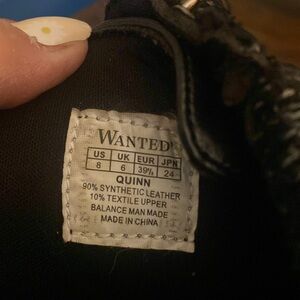 WANTED
US UK EUR JPN
8 6 39½ 24
QUINN
90% SYNTHETIC LEATHER
10% TEXTILE UPPER
BALANCE MAN MADE
MADE IN CHINA